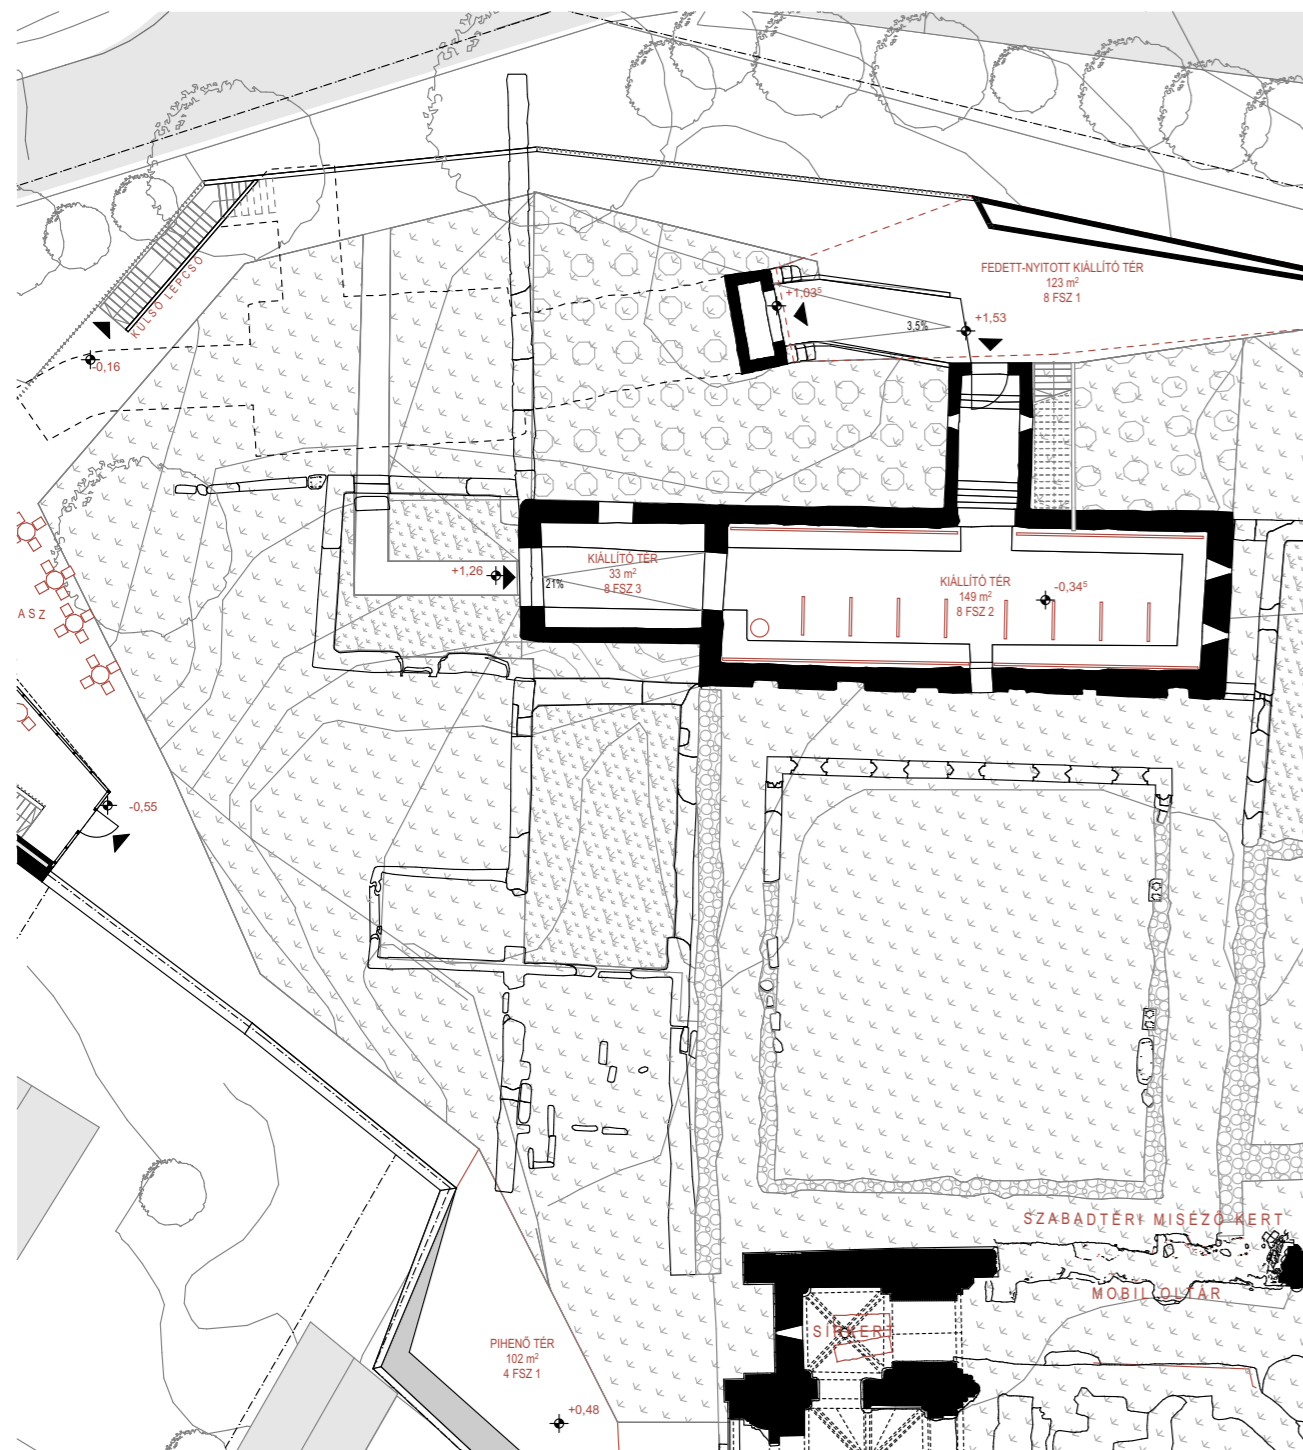 FEDETT-NYITOTT KIÁLLÍTÓ TÉR
123 m²
8 FSZ 1
+1,03⁵
+1,53
3,5%
KÜLSŐ LÉPCSŐ
-0,16
KIÁLLÍTÓ TÉR
33 m²
8 FSZ 3
+1,26
21%
KIÁLLÍTÓ TÉR
149 m²
8 FSZ 2
-0,34⁵
ASZ
-0,55
SZABADTÉRI MISÉZŐ KERT
MOBIL OLTÁR
SÍRKERT
PIHENŐ TÉR
102 m²
4 FSZ 1
+0,48